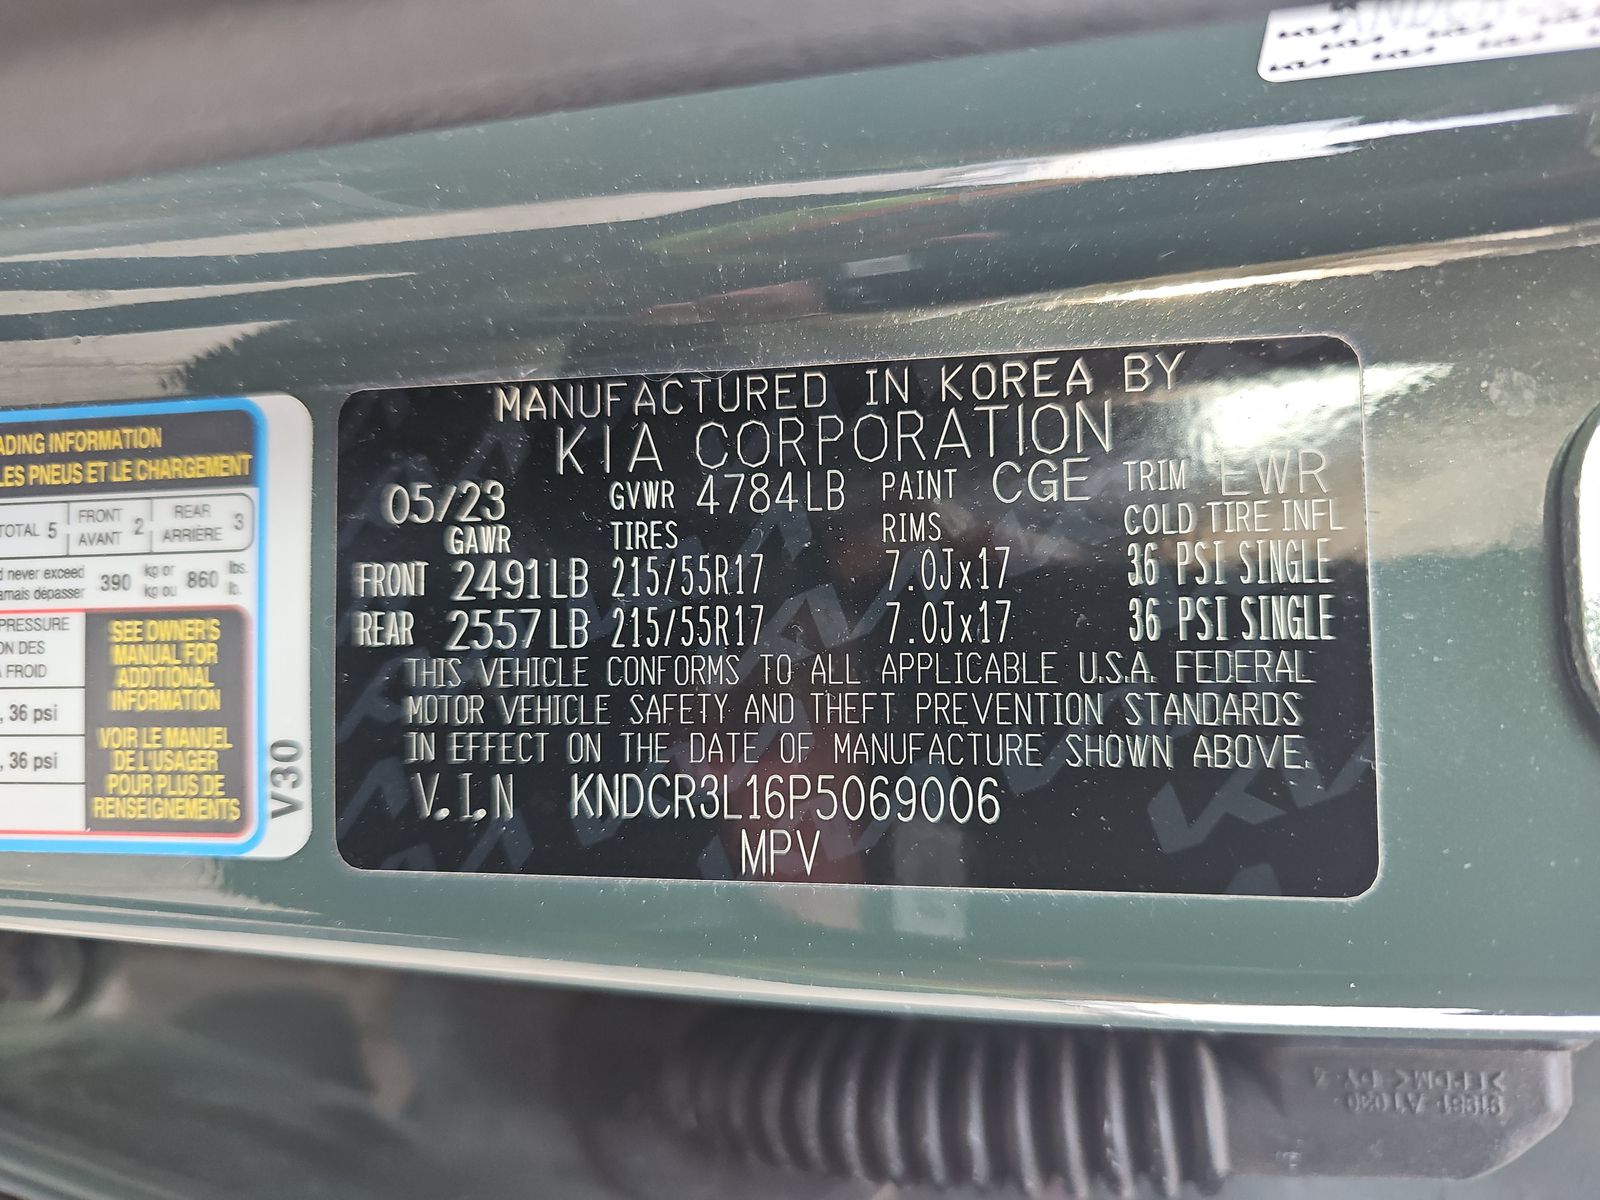 ADING INFORMATION
LES PNEUS ET LE CHARGEMENT
TOTAL 5 FRONT AVANT 2 REAR ARRIÈRE 3
d never exceed
amais dépasser 390 kg or kg ou 860 lbs. lb.
PRESSURE
ON DES
À FROID
, 36 psi
, 36 psi
SEE OWNER'S
MANUAL FOR
ADDITIONAL
INFORMATION
VOIR LE MANUEL
DE L'USAGER
POUR PLUS DE
RENSEIGNEMENTS
V30
MANUFACTURED IN KOREA BY
KIA CORPORATION
05/23 GVWR 4784LB PAINT CGE TRIM EWR
GAWR TIRES RIMS COLD TIRE INFL
FRONT 2491LB 215/55R17 7.0Jx17 36 PSI SINGLE
REAR 2557LB 215/55R17 7.0Jx17 36 PSI SINGLE
THIS VEHICLE CONFORMS TO ALL APPLICABLE U.S.A. FEDERAL
MOTOR VEHICLE SAFETY AND THEFT PREVENTION STANDARDS
IN EFFECT ON THE DATE OF MANUFACTURE SHOWN ABOVE.
V.I.N KNDCR3L16P5069006
MPV